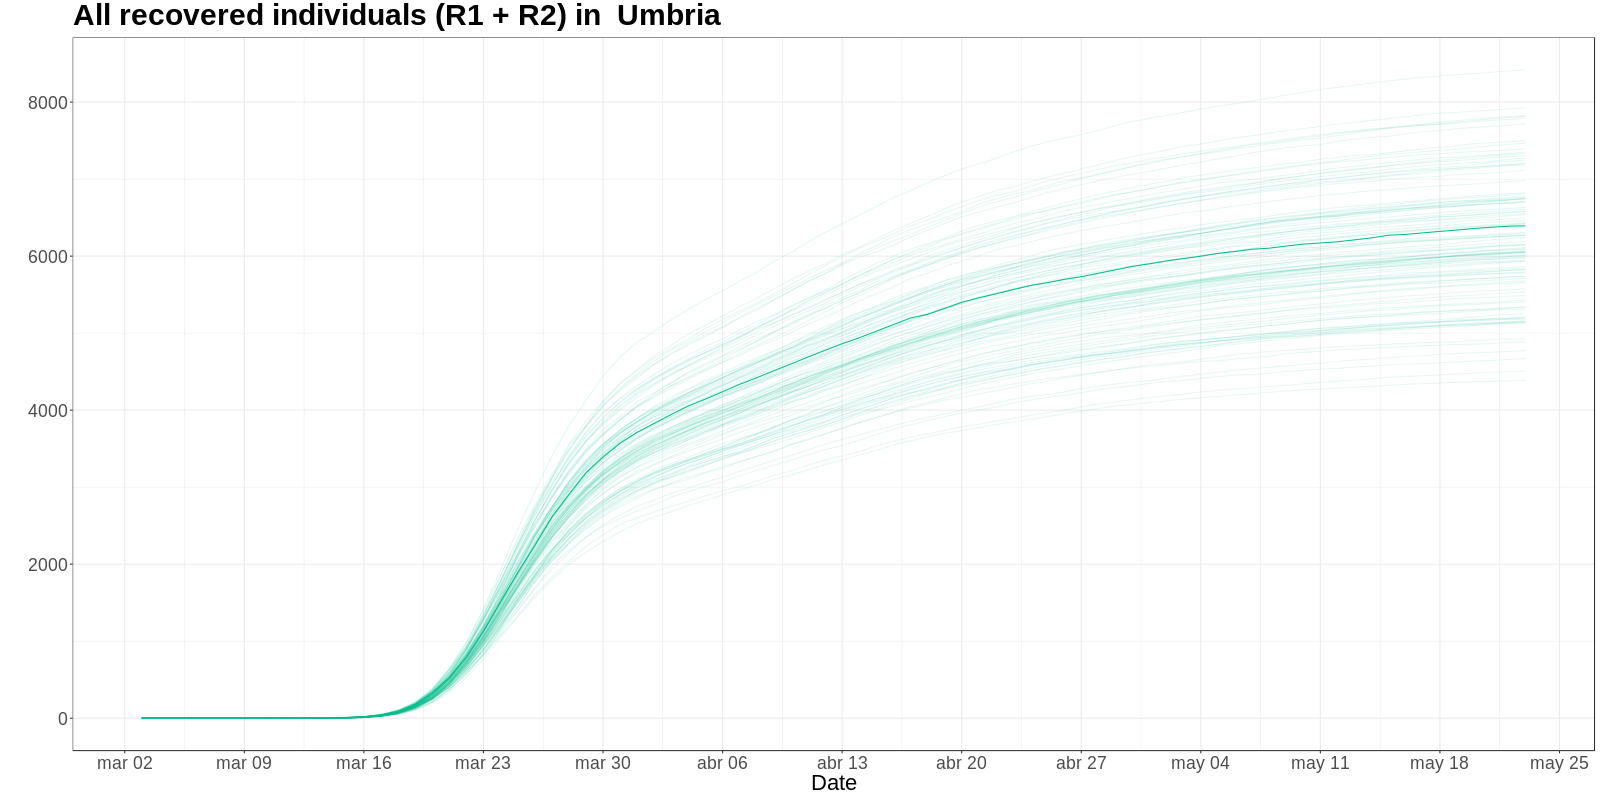 All recovered individuals (R1 + R2) in  Umbria
8000
6000
4000
2000
0
mar 02 mar 09 mar 16 mar 23 mar 30 abr 06 abr 13 abr 20 abr 27 may 04 may 11 may 18 may 25
Date